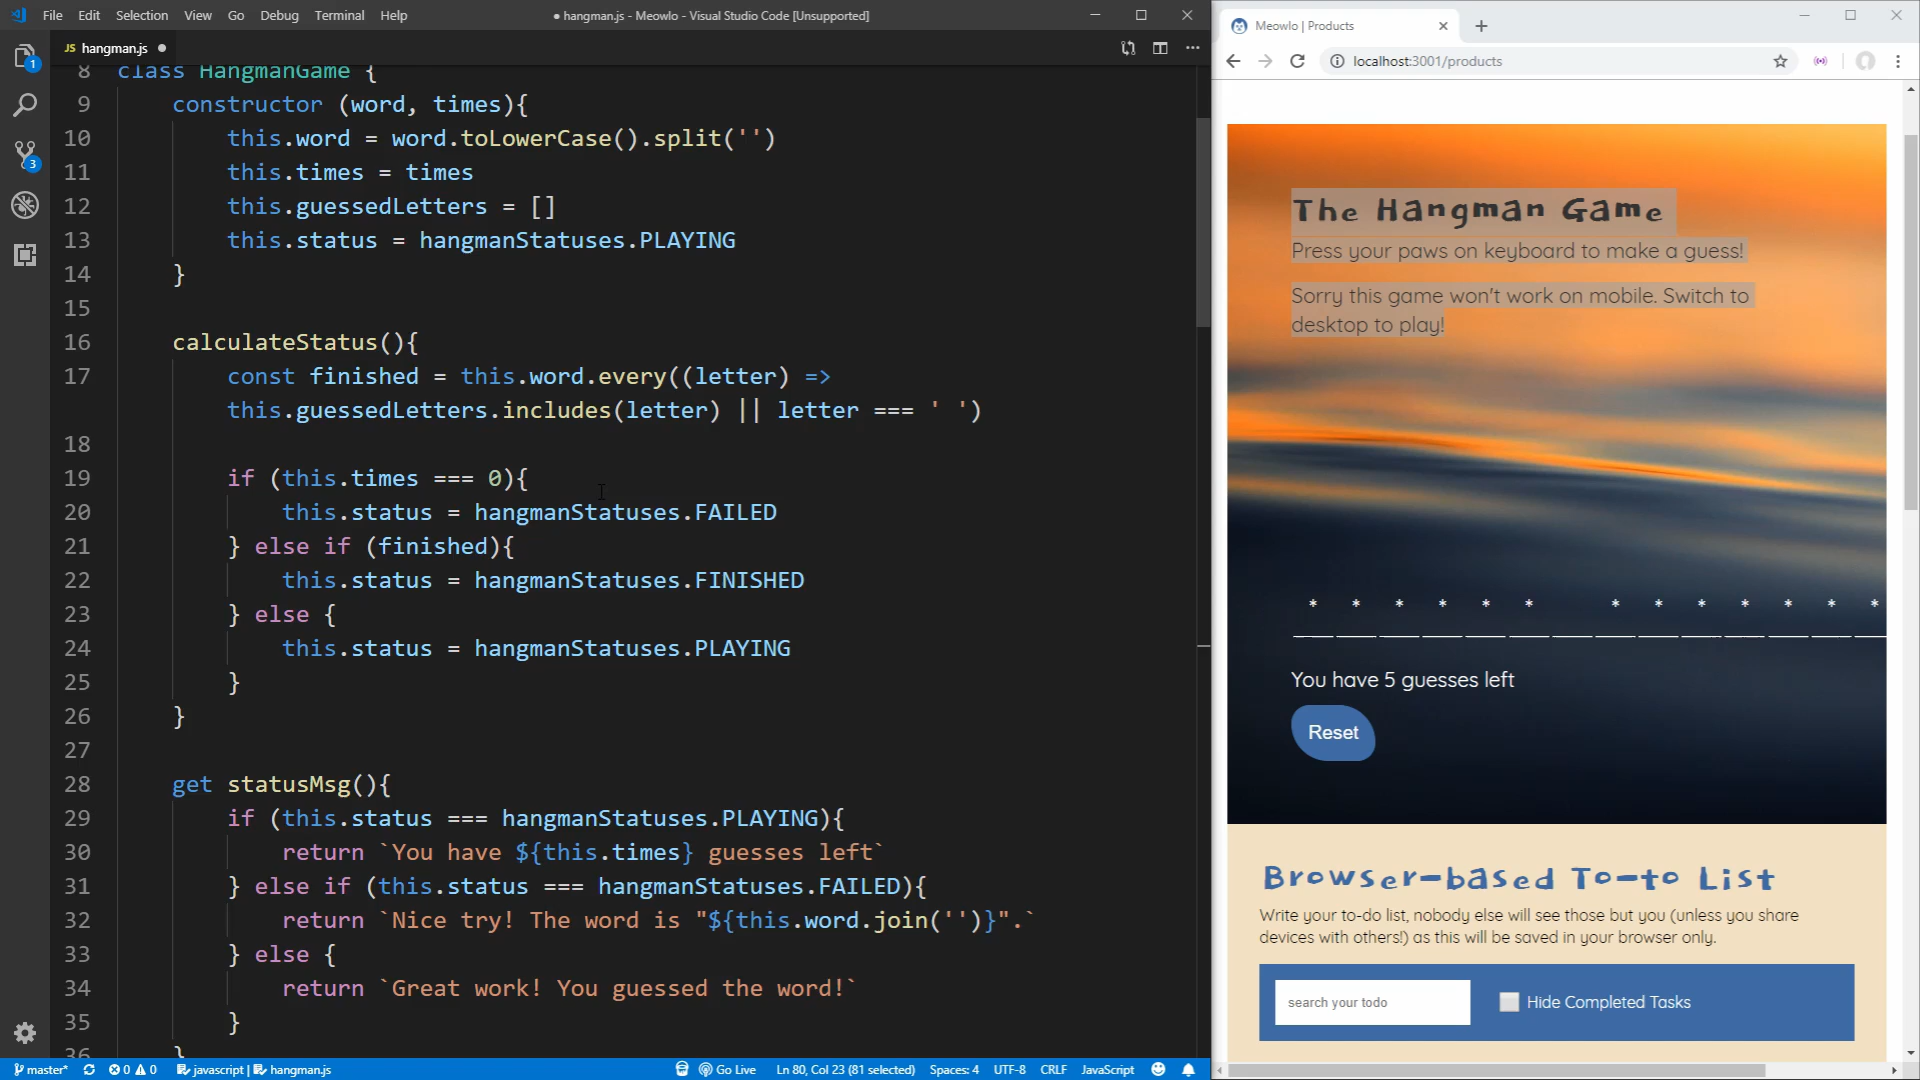 File Edit Selection View Go Debug Terminal Help
● hangman.js - Meowlo - Visual Studio Code [Unsupported]
JS hangman.js ●
8 class HangmanGame {
9 constructor (word, times){
10 this.word = word.toLowerCase().split('')
11 this.times = times
12 this.guessedLetters = []
13 this.status = hangmanStatuses.PLAYING
14 }
15
16 calculateStatus(){
17 const finished = this.word.every((letter) =>
this.guessedLetters.includes(letter) || letter === ' ')
18
19 if (this.times === 0){
20 this.status = hangmanStatuses.FAILED
21 } else if (finished){
22 this.status = hangmanStatuses.FINISHED
23 } else {
24 this.status = hangmanStatuses.PLAYING
25 }
26 }
27
28 get statusMsg(){
29 if (this.status === hangmanStatuses.PLAYING){
30 return `You have ${this.times} guesses left`
31 } else if (this.status === hangmanStatuses.FAILED){
32 return `Nice try! The word is "${this.word.join('')}".`
33 } else {
34 return `Great work! You guessed the word!`
35 }
36 }
1
3
master* 0 0 javascript | hangman.js Go Live Ln 80, Col 23 (81 selected) Spaces: 4 UTF-8 CRLF JavaScript
Meowlo | Products
localhost:3001/products
The Hangman Game
Press your paws on keyboard to make a guess!
Sorry this game won't work on mobile. Switch to
desktop to play!
* * * * * *   * * * * * * *
You have 5 guesses left
Reset
Browser-based To-to List
Write your to-do list, nobody else will see those but you (unless you share
devices with others!) as this will be saved in your browser only.
search your todo
Hide Completed Tasks